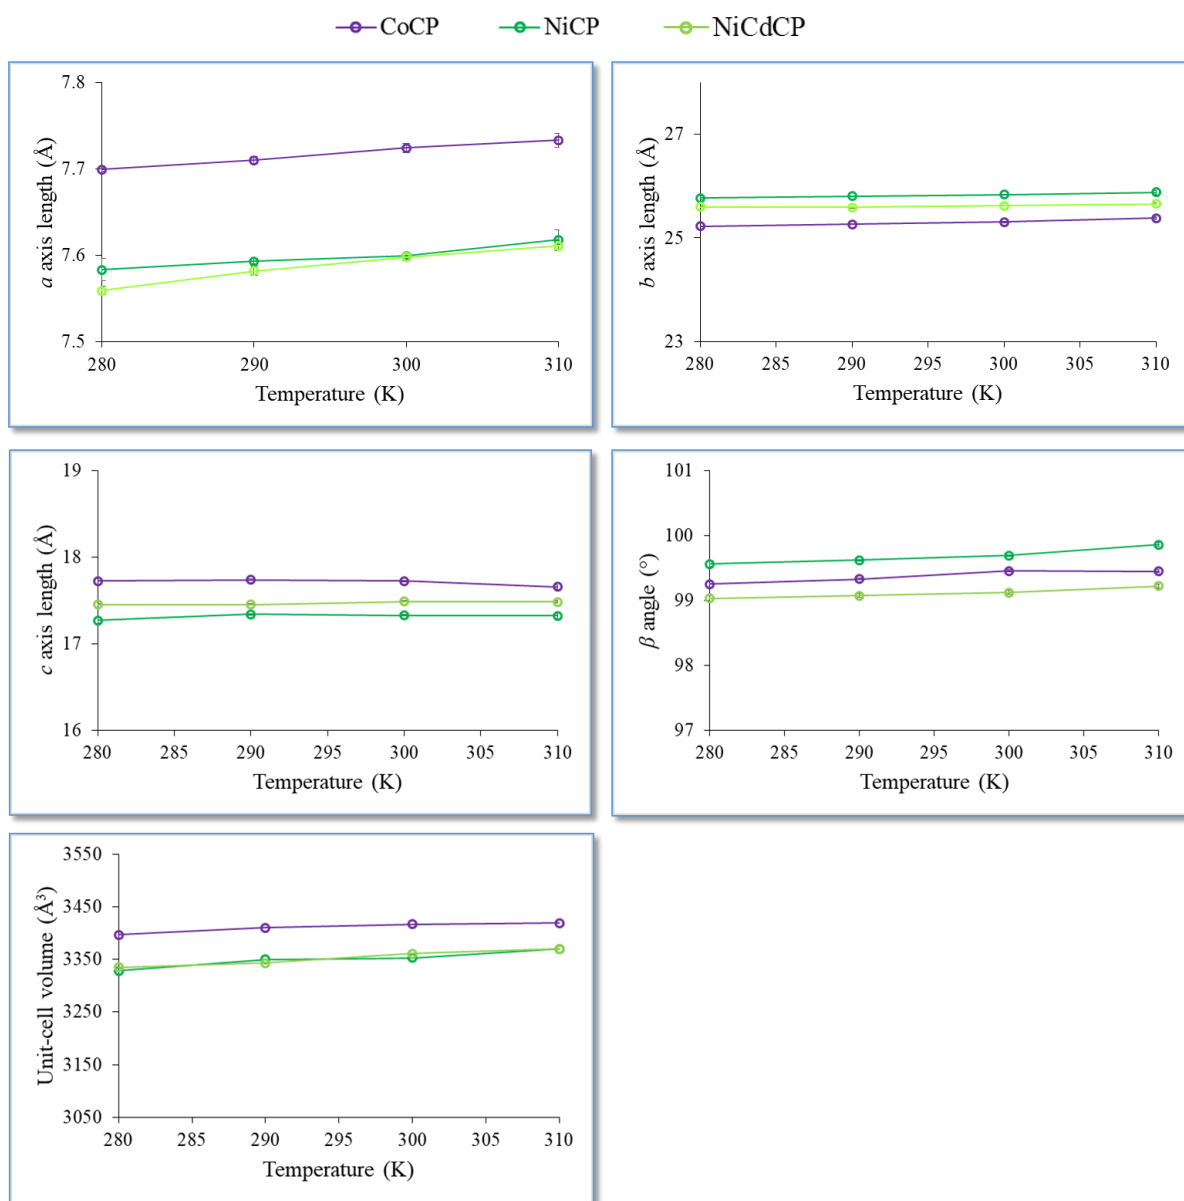 CoCP NiCP NiCdCP
a axis length (Å)
7.8
7.7
7.6
7.5
280 290 300 310
Temperature (K)
b axis length (Å)
27
25
23
280 285 290 295 300 305 310
Temperature (K)
c axis length (Å)
19
18
17
16
280 285 290 295 300 305 310
Temperature (K)
β angle (°)
101
100
99
98
97
280 285 290 295 300 305 310
Temperature (K)
Unit-cell volume (Å³)
3550
3450
3350
3250
3150
3050
280 285 290 295 300 305 310
Temperature (K)